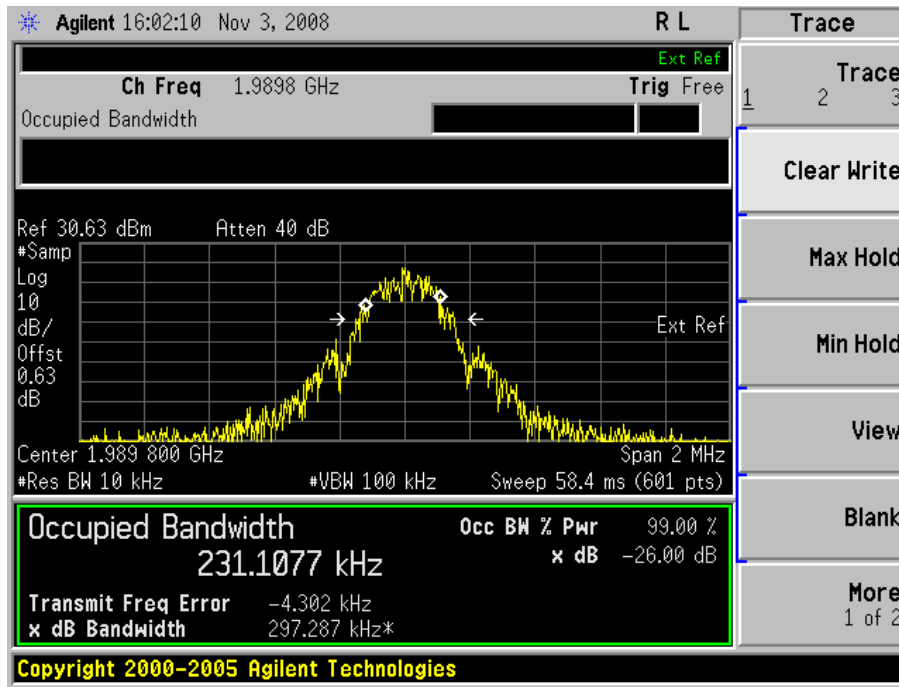 Agilent 16:02:10 Nov 3, 2008 R L Trace
Ext Ref
Ch Freq 1.9898 GHz Trig Free
Occupied Bandwidth
Trace
1 2 3
Clear Write
Max Hold
Min Hold
View
Blank
More
1 of 2
Ref 30.63 dBm Atten 40 dB
#Samp
Log
10
dB/
Offst
0.63
dB
Ext Ref
Center 1.989 800 GHz Span 2 MHz
#Res BW 10 kHz #VBW 100 kHz Sweep 58.4 ms (601 pts)
Occupied Bandwidth Occ BW % Pwr 99.00 %
231.1077 kHz x dB -26.00 dB
Transmit Freq Error -4.302 kHz
x dB Bandwidth 297.287 kHz*
Copyright 2000-2005 Agilent Technologies